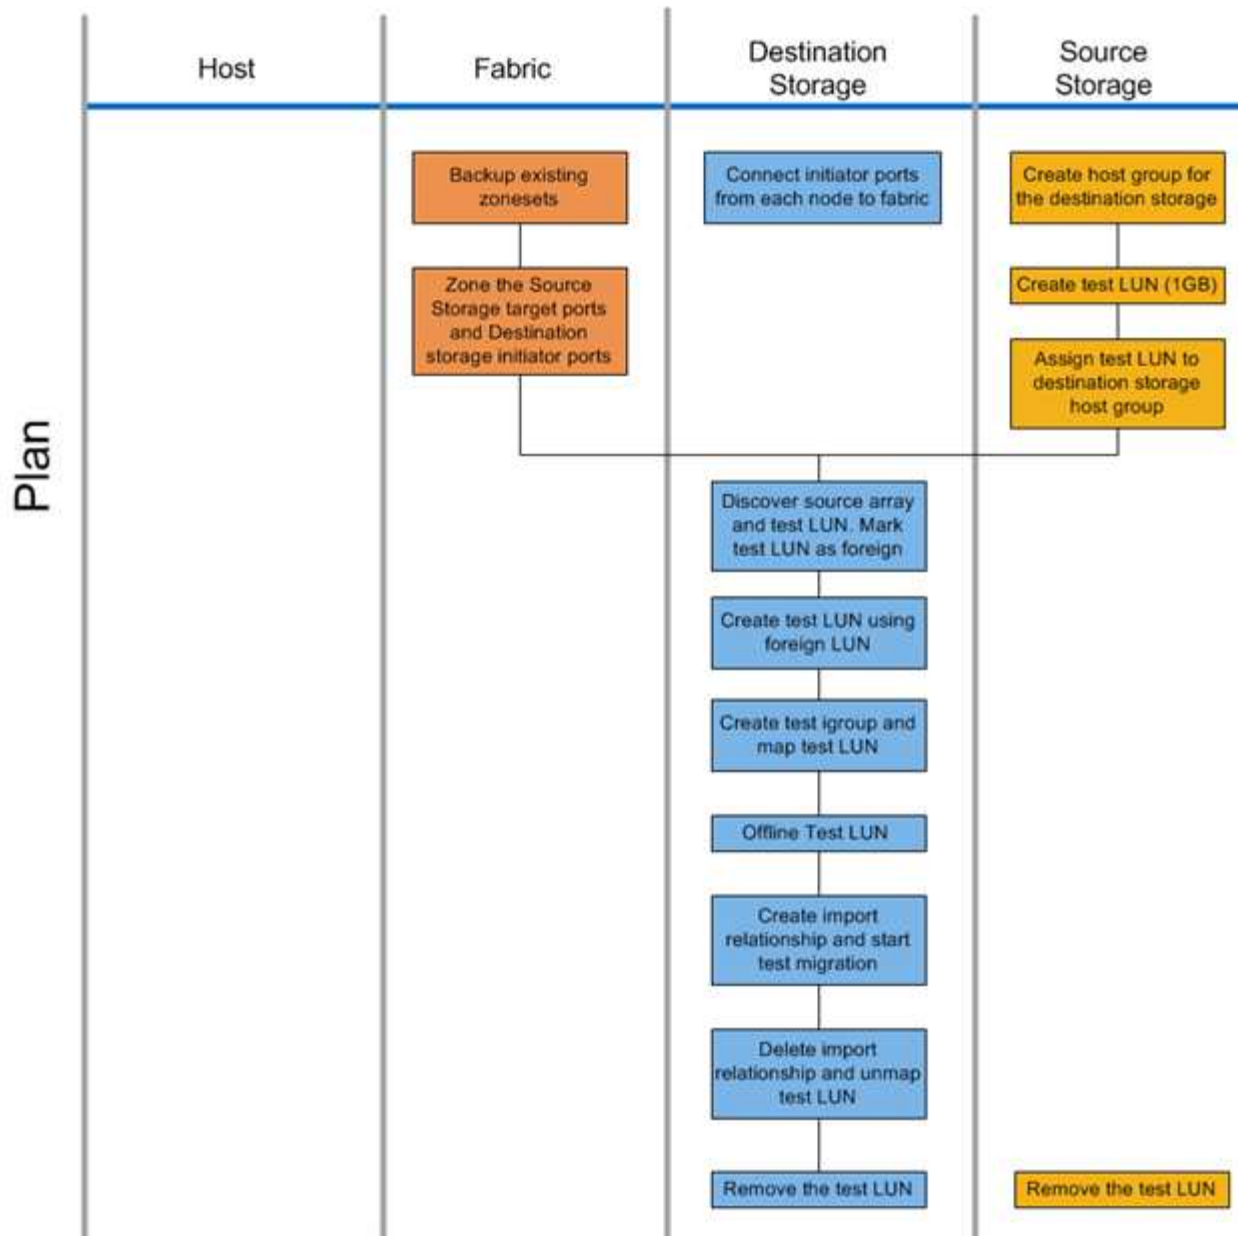 Host
Fabric
Destination
Storage
Source
Storage
Plan
Backup existing
zonesets
Connect initiator ports
from each node to fabric
Create host group for
the destination storage
Zone the Source
Storage target ports
and Destination
storage initiator ports
Create test LUN (1GB)
Assign test LUN to
destination storage
host group
Discover source array
and test LUN. Mark
test LUN as foreign
Create test LUN using
foreign LUN
Create test igroup and
map test LUN
Offline Test LUN
Create import
relationship and start
test migration
Delete import
relationship and unmap
test LUN
Remove the test LUN
Remove the test LUN